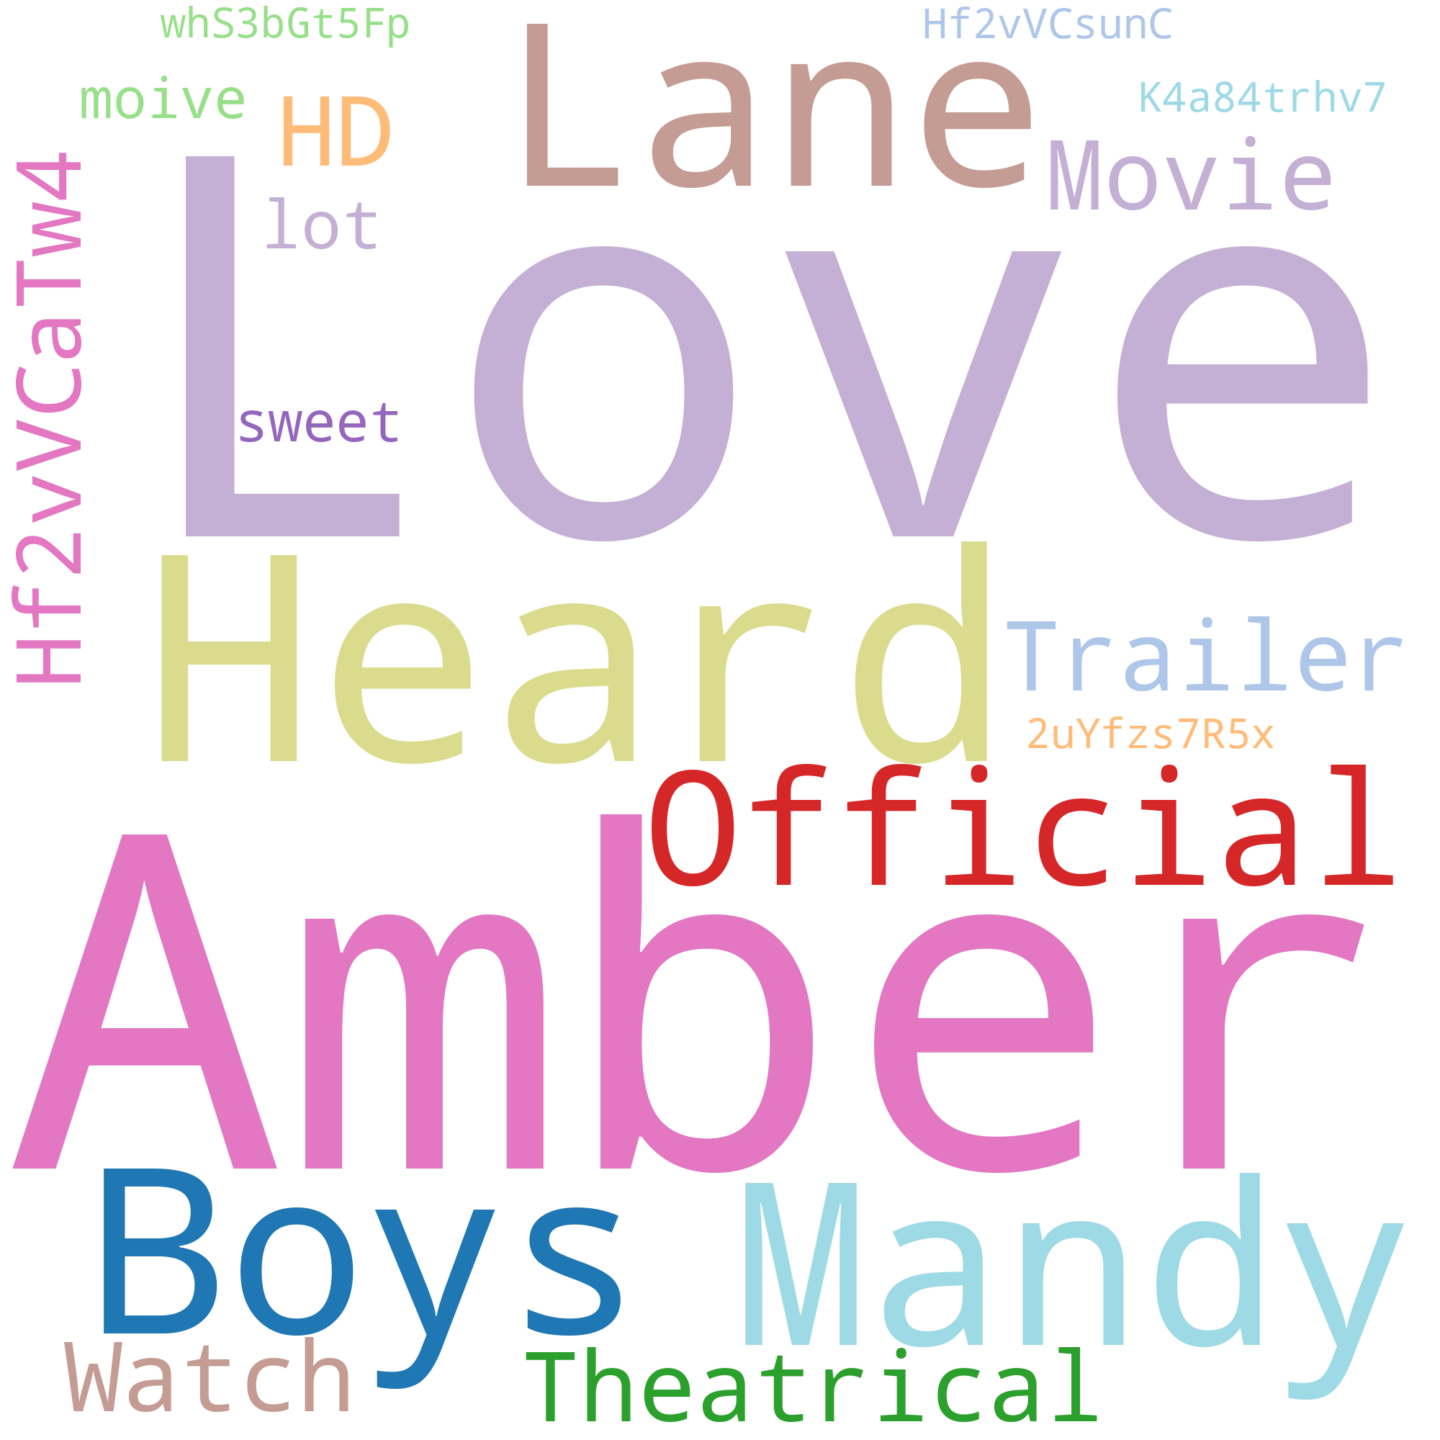 whS3bGt5Fp
Hf2vVCsunC
Lane
moive
HD
K4a84trhv7
Movie
Hf2vVCaTw4
lot
Love
sweet
Heard
Trailer
2uYfzs7R5x
Official
Amber
Boys
Mandy
Watch
Theatrical